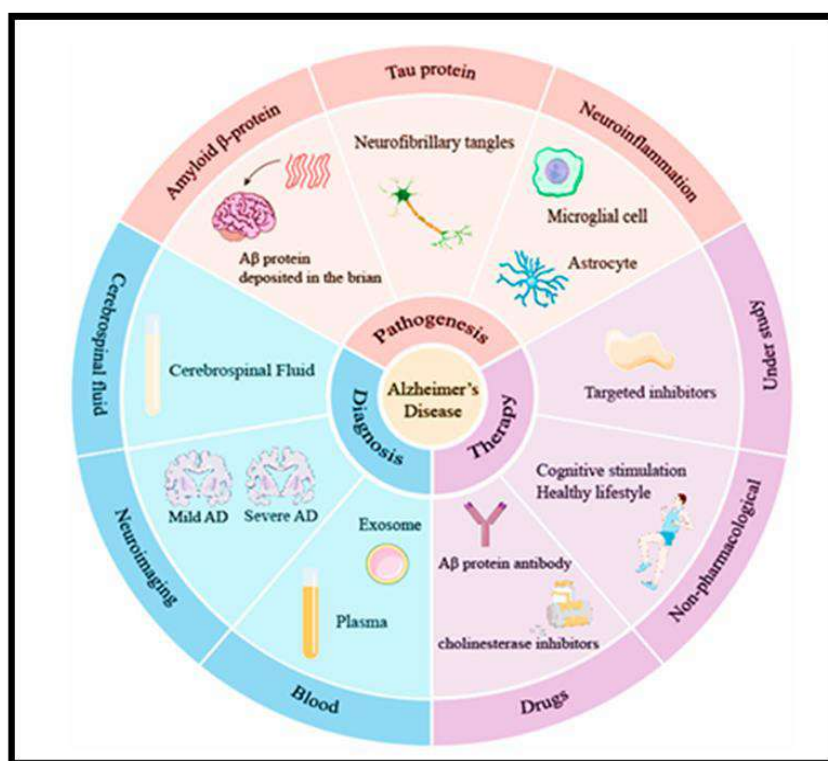 Tau protein
Amyloid β-protein
Neuroinflammation
Neurofibrillary tangles
Microglial cell
Astrocyte
Aβ protein
deposited in the brian
Pathogenesis
Cerebrospinal fluid
Cerebrospinal Fluid
Alzheimer's
Disease
Diagnosis
Therapy
Under study
Targeted inhibitors
Neuroimaging
Mild AD
Severe AD
Exosome
Plasma
Blood
Cognitive stimulation
Healthy lifestyle
Non-pharmacological
Aβ protein antibody
cholinesterase inhibitors
Drugs